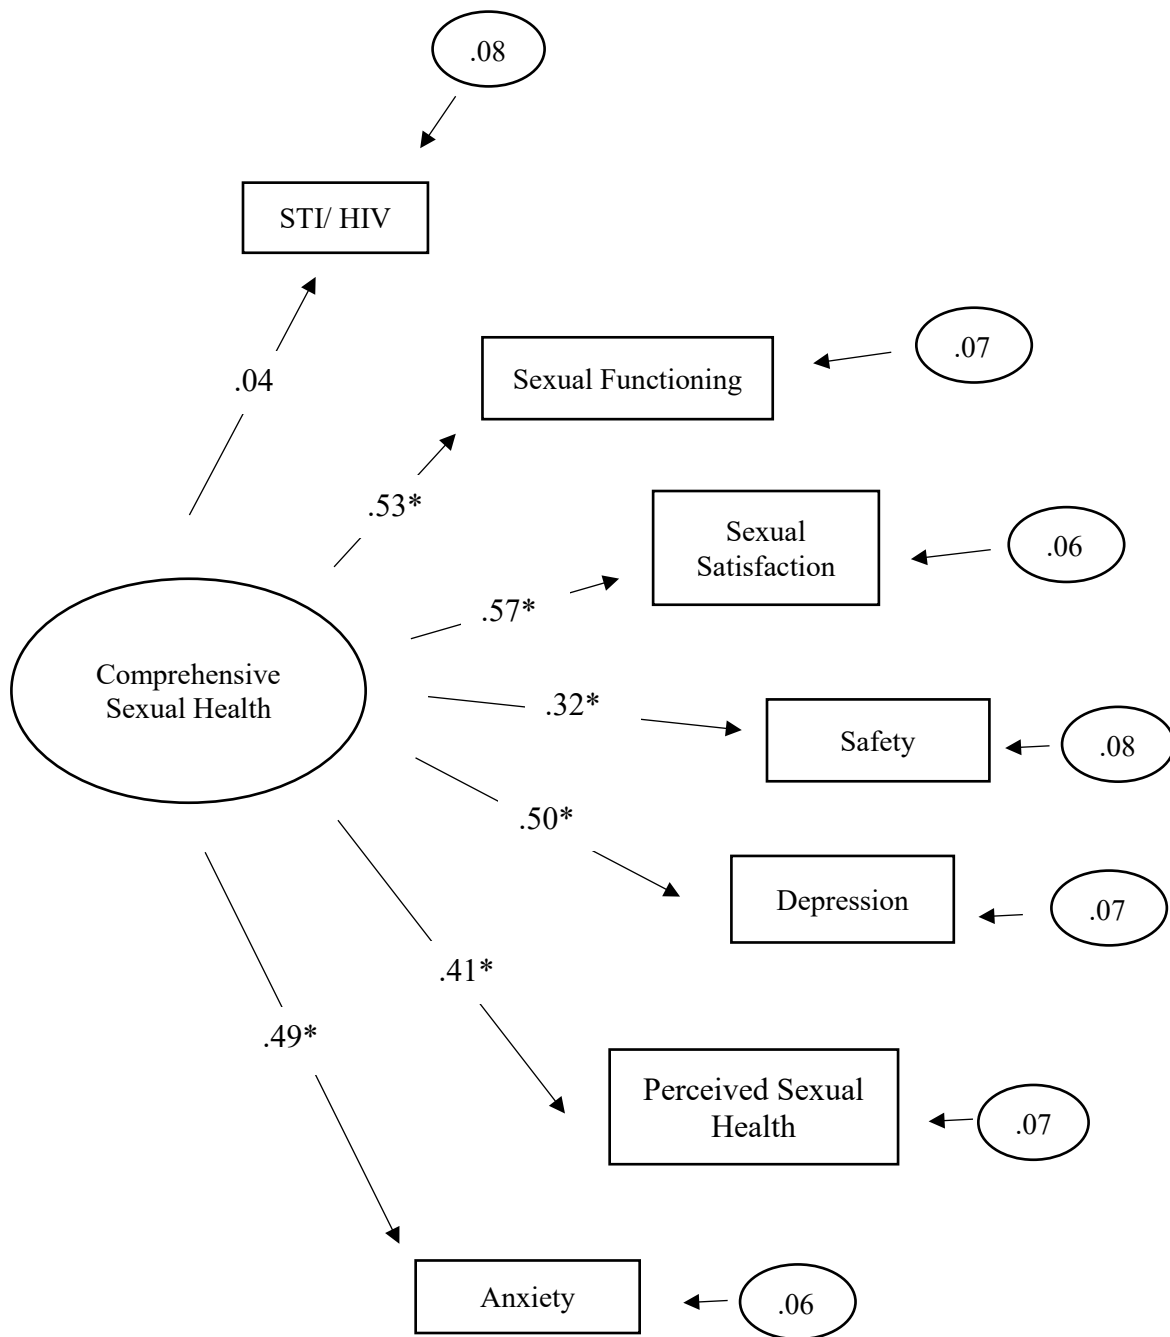 .08
STI/ HIV
.04
.07
Sexual Functioning
.53*
Sexual
Satisfaction
.06
.57*
Comprehensive
Sexual Health
.32*
Safety
.08
.50*
Depression
.07
.41*
.49*
Perceived Sexual
Health
.07
Anxiety
.06